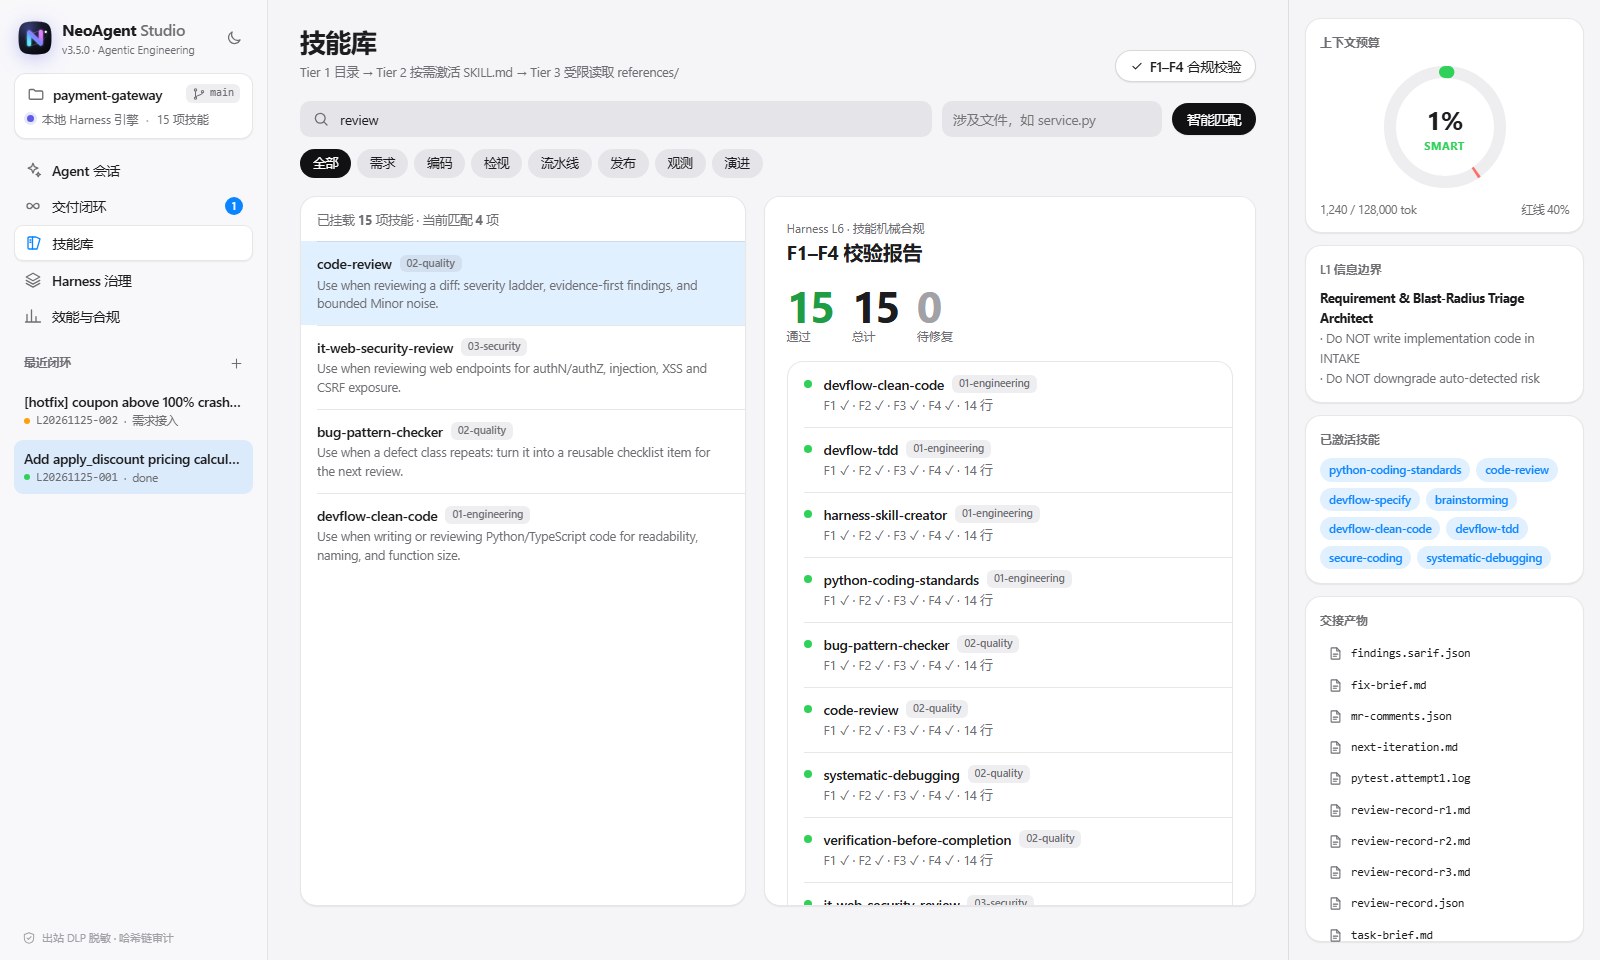 NeoAgent Studio
v3.5.0 · Agentic Engineering
payment-gateway
main
本地 Harness 引擎 · 15 项技能
Agent 会话
交付闭环
1
技能库
Harness 治理
效能与合规
最近闭环
[hotfix] coupon above 100% crash...
L20261125-002 · 需求接入
Add apply_discount pricing calcul...
L20261125-001 · done
出站 DLP 脱敏 · 哈希链审计
技能库
Tier 1 目录 → Tier 2 按需激活 SKILL.md → Tier 3 受限读取 references/
F1–F4 合规校验
review
涉及文件，如 service.py
智能匹配
全部
需求
编码
检视
流水线
发布
观测
演进
已挂载 15 项技能 · 当前匹配 4 项
code-review 02-quality
Use when reviewing a diff: severity ladder, evidence-first findings, and
bounded Minor noise.
it-web-security-review 03-security
Use when reviewing web endpoints for authN/authZ, injection, XSS and
CSRF exposure.
bug-pattern-checker 02-quality
Use when a defect class repeats: turn it into a reusable checklist item for
the next review.
devflow-clean-code 01-engineering
Use when writing or reviewing Python/TypeScript code for readability,
naming, and function size.
Harness L6 · 技能机械合规
F1–F4 校验报告
15 15 0
通过 总计 待修复
devflow-clean-code 01-engineering
F1 ✓ · F2 ✓ · F3 ✓ · F4 ✓ · 14 行
devflow-tdd 01-engineering
F1 ✓ · F2 ✓ · F3 ✓ · F4 ✓ · 14 行
harness-skill-creator 01-engineering
F1 ✓ · F2 ✓ · F3 ✓ · F4 ✓ · 14 行
python-coding-standards 01-engineering
F1 ✓ · F2 ✓ · F3 ✓ · F4 ✓ · 14 行
bug-pattern-checker 02-quality
F1 ✓ · F2 ✓ · F3 ✓ · F4 ✓ · 14 行
code-review 02-quality
F1 ✓ · F2 ✓ · F3 ✓ · F4 ✓ · 14 行
systematic-debugging 02-quality
F1 ✓ · F2 ✓ · F3 ✓ · F4 ✓ · 14 行
verification-before-completion 02-quality
F1 ✓ · F2 ✓ · F3 ✓ · F4 ✓ · 14 行
it-web-security-review 03-security
上下文预算
1%
SMART
1,240 / 128,000 tok
红线 40%
L1 信息边界
Requirement & Blast-Radius Triage
Architect
· Do NOT write implementation code in
INTAKE
· Do NOT downgrade auto-detected risk
已激活技能
python-coding-standards code-review
devflow-specify brainstorming
devflow-clean-code devflow-tdd
secure-coding systematic-debugging
交接产物
findings.sarif.json
fix-brief.md
mr-comments.json
next-iteration.md
pytest.attempt1.log
review-record-r1.md
review-record-r2.md
review-record-r3.md
review-record.json
task-brief.md